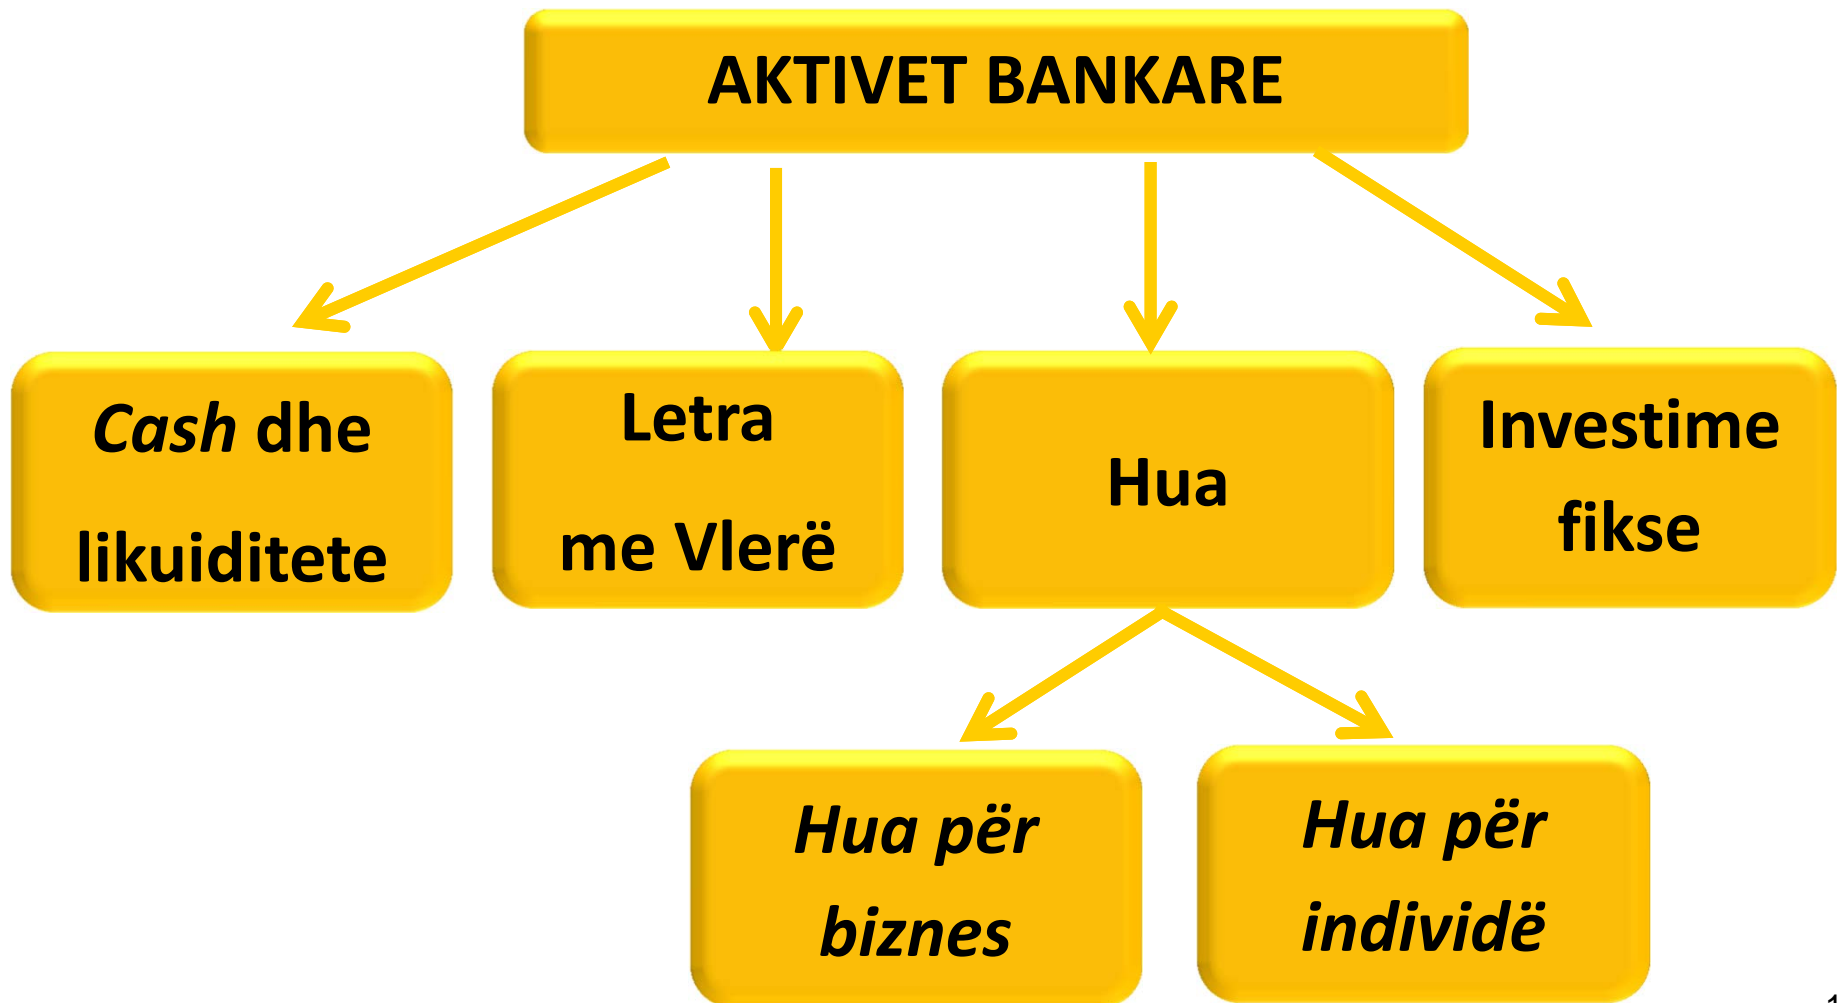 AKTIVET BANKARE
Cash dhe
likuiditete
Letra
me Vlerë
Hua
Investime
fikse
Hua për
biznes
Hua për
individë